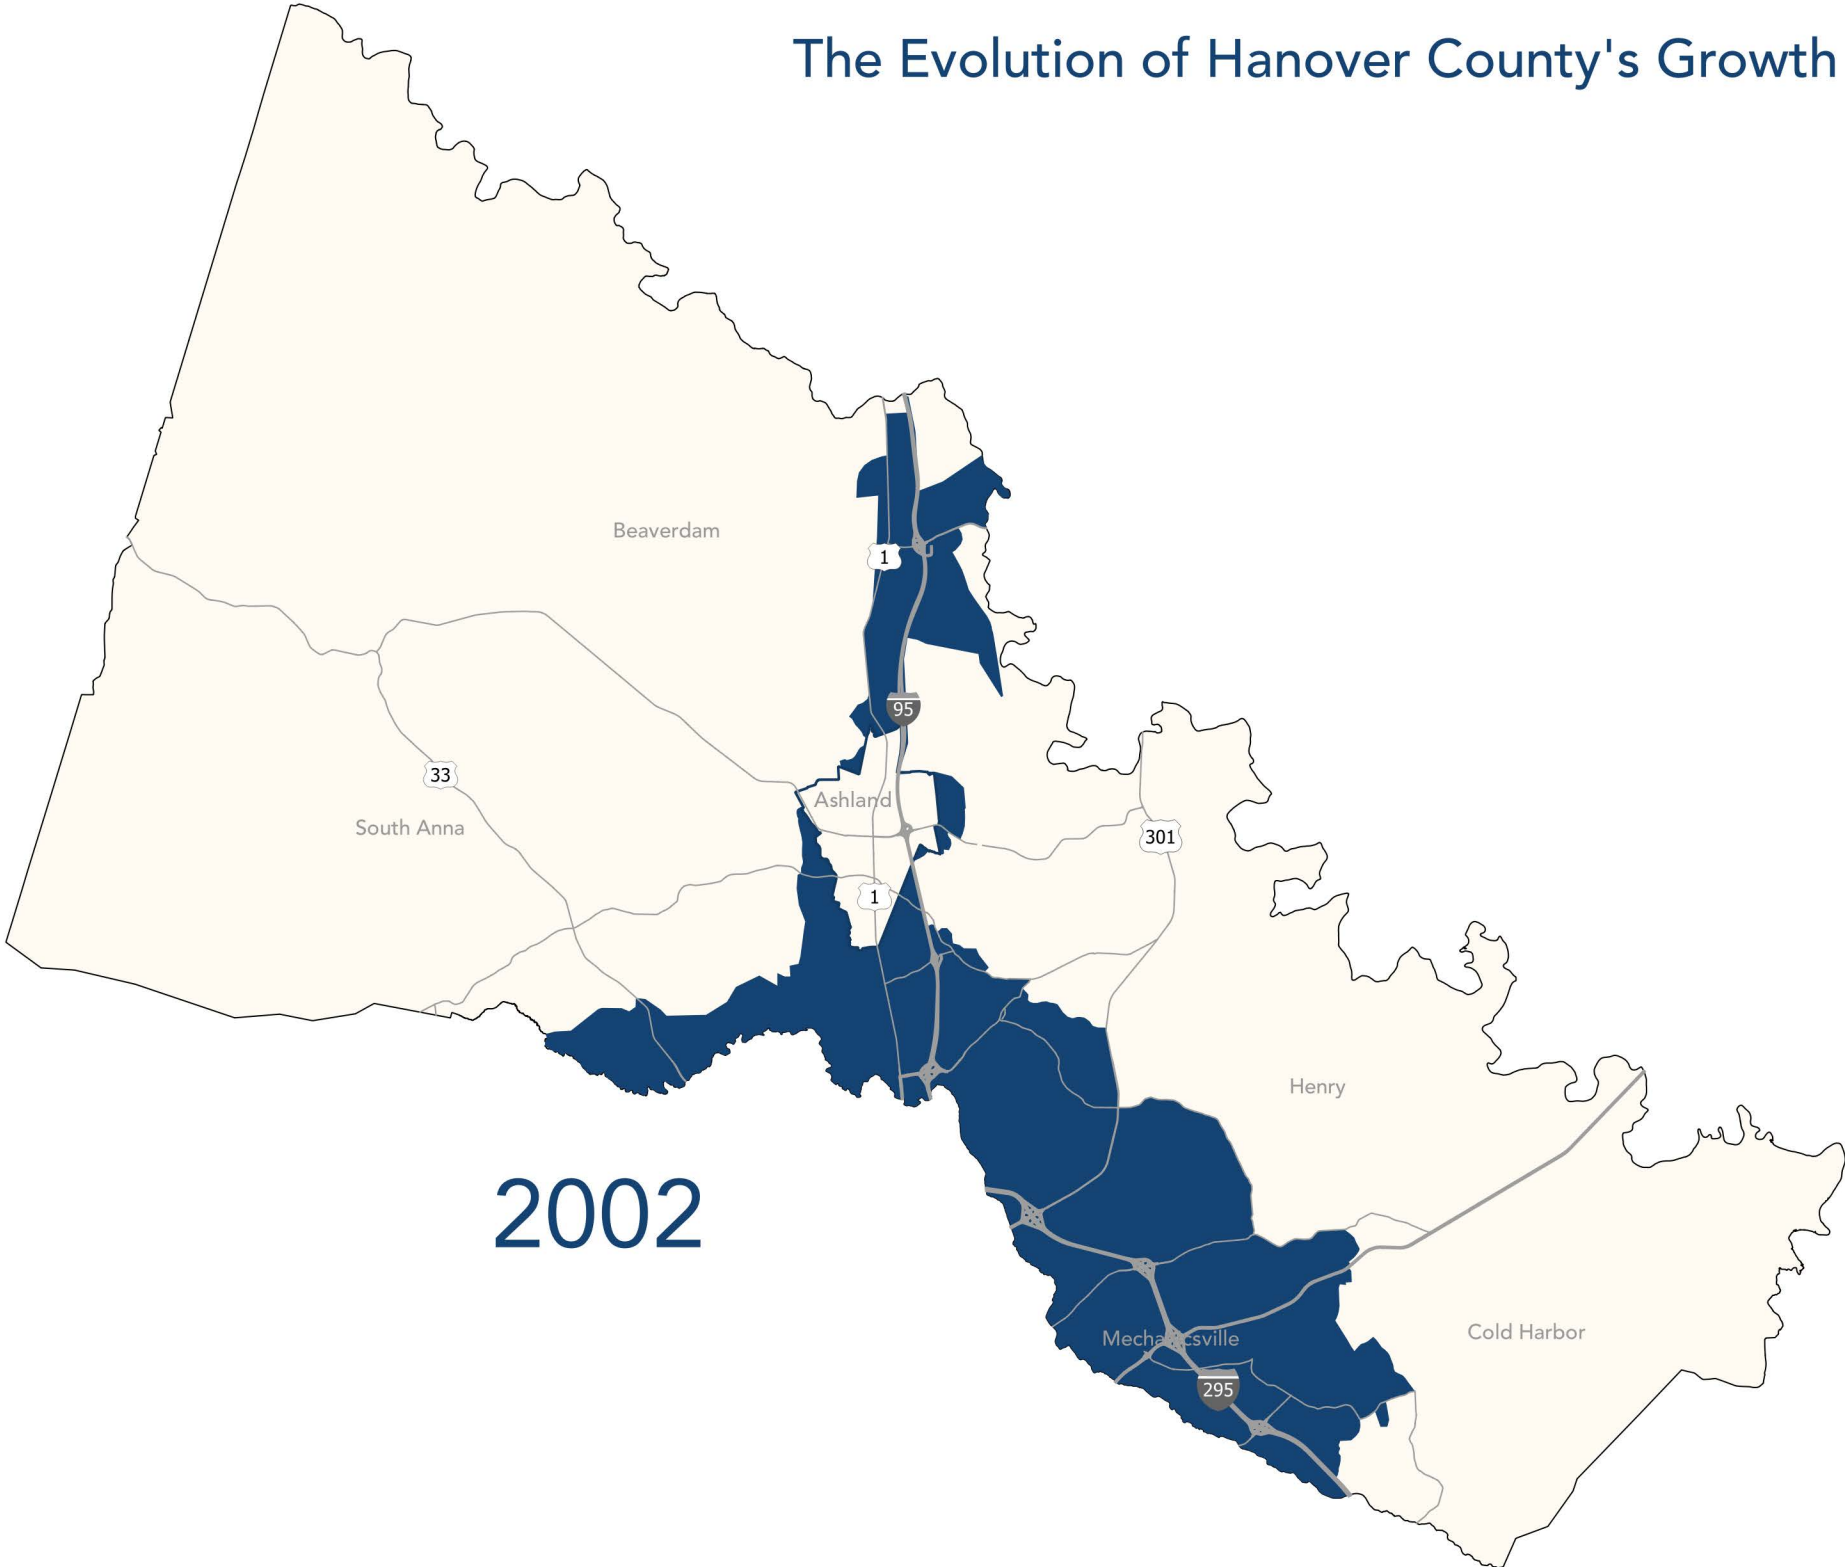 The Evolution of Hanover County's Growth
Beaverdam
1
95
33
Ashland
South Anna
301
1
Henry
2002
Cold Harbor
295